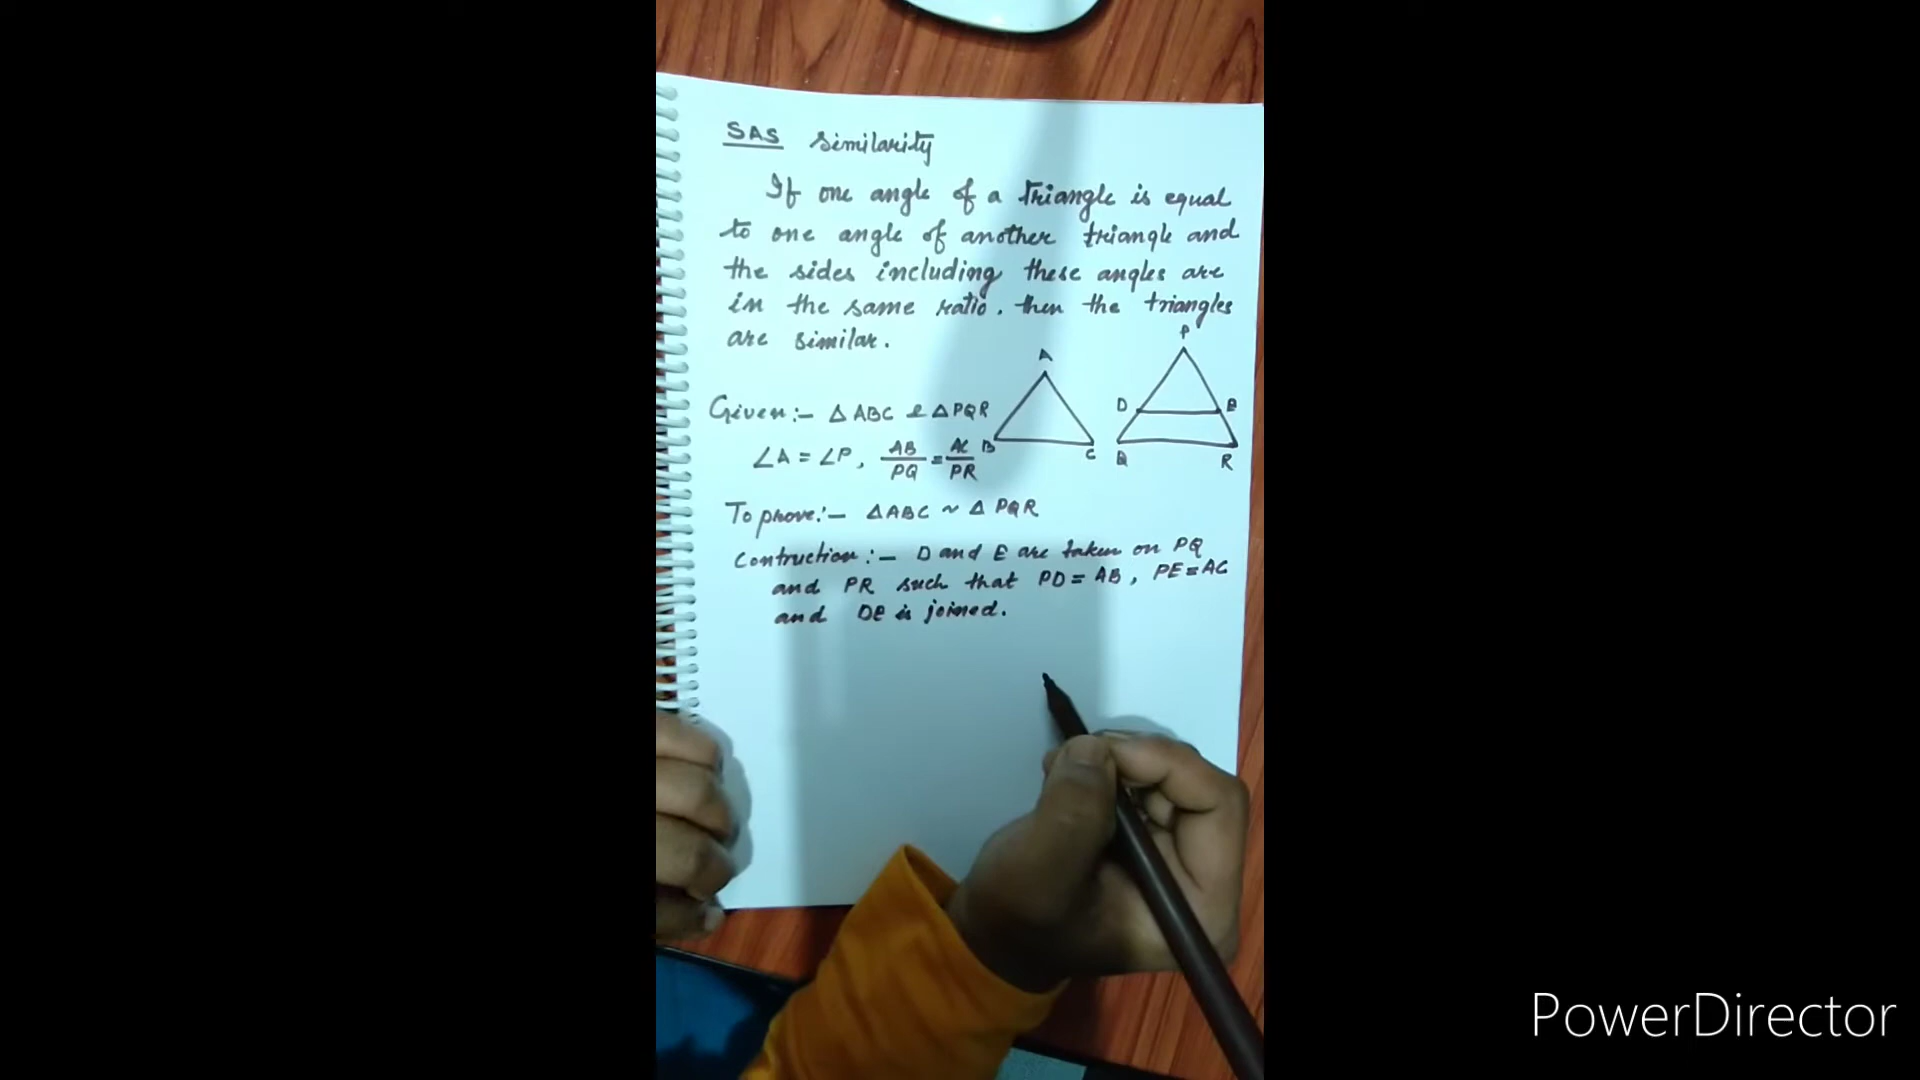 SAS Similarity
If one angle of a triangle is equal
to one angle of another triangle and
the sides including these angles are
in the same ratio. then the triangles
are similar.
A
B
C
P
D
E
Q
R
Given:- △ ABC & △ PQR
∠A = ∠P, AB/PQ = AC/PR
To prove:- △ABC ~ △ PQR
Contruction:- D and E are taken on PQ
and PR such that PD = AB, PE = AC
and DE is joined.
PowerDirector